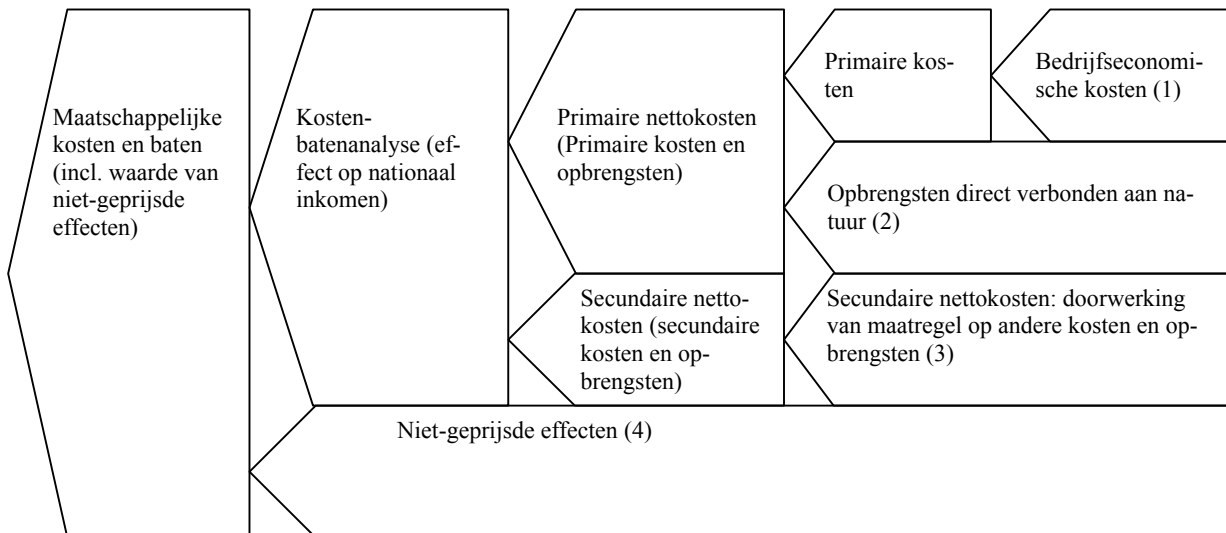 Maatschappelijke
kosten en baten
(incl. waarde van
niet-geprijsde
effecten)
Kosten-
batenanalyse (ef-
fect op nationaal
inkomen)
Primaire nettokosten
(Primaire kosten en
opbrengsten)
Primaire kos-
ten
Bedrijfseconomi-
sche kosten (1)
Opbrengsten direct verbonden aan na-
tuur (2)
Secundaire netto-
kosten (secundaire
kosten en op-
brengsten)
Secundaire nettokosten: doorwerking
van maatregel op andere kosten en op-
brengsten (3)
Niet-geprijsde effecten (4)